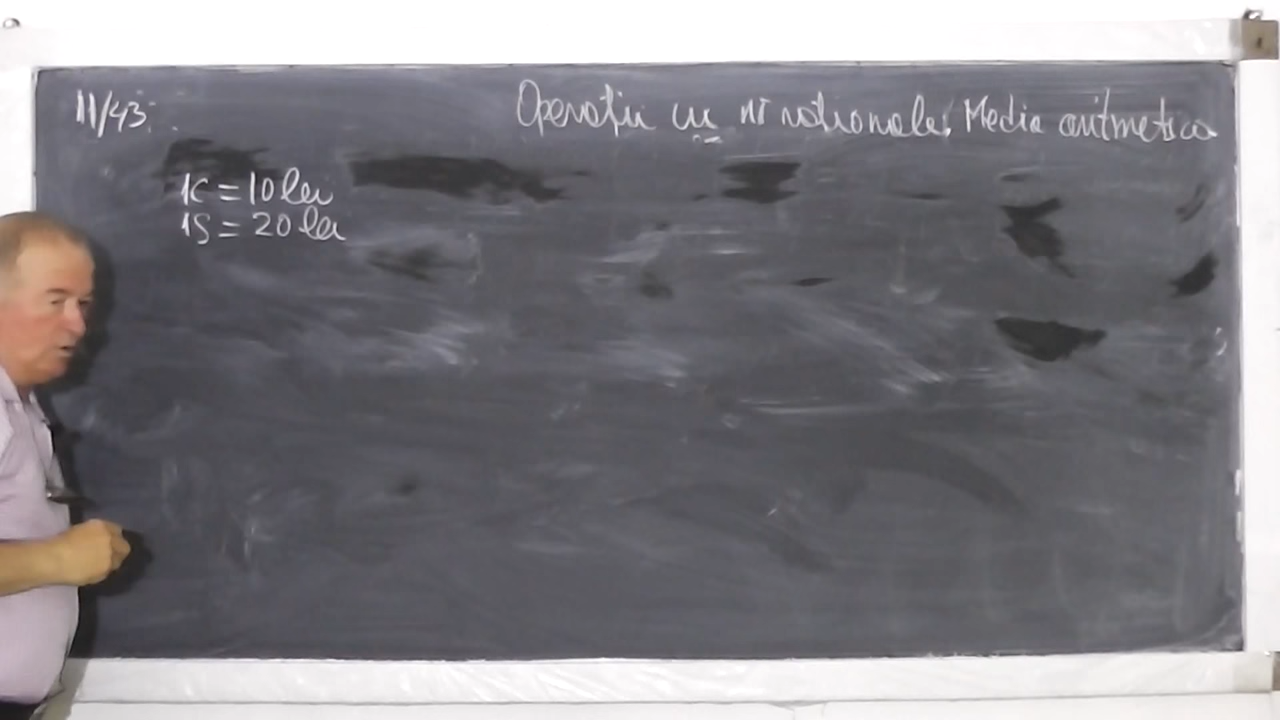 11/43:
Operații cu nr raționale. Media aritmetica
1C = 10 lei
1S = 20 lei